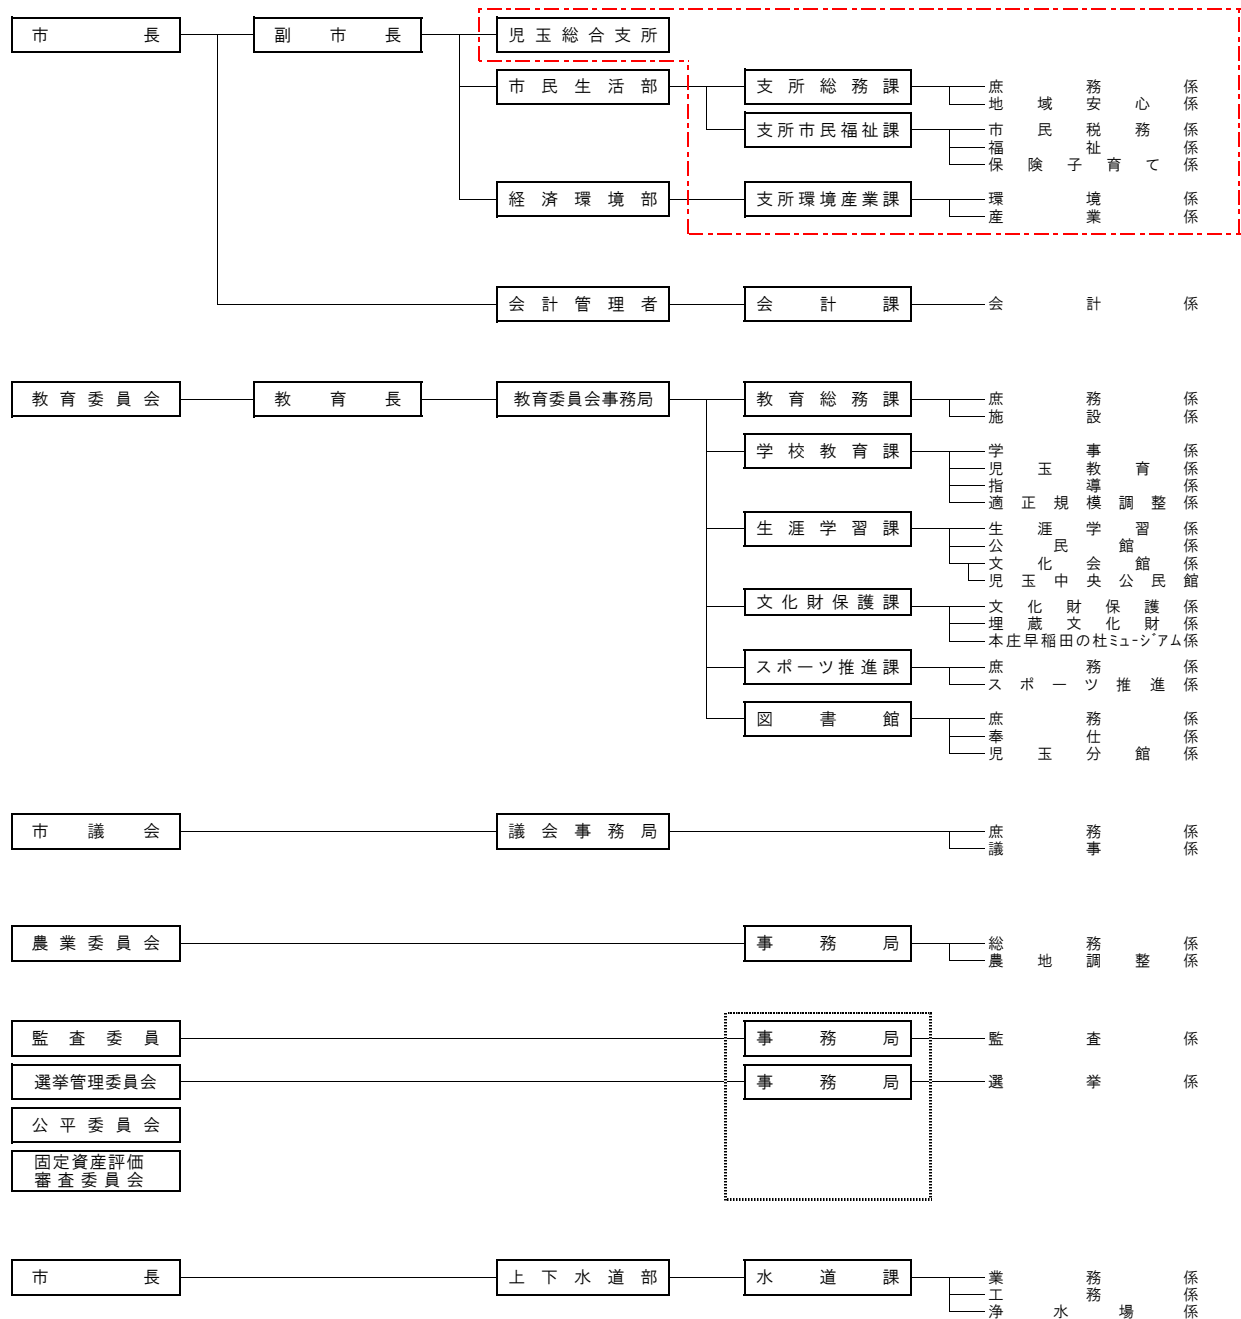 市長 副市長 児玉総合支所
市民生活部 支所総務課 庶務係
地域安心係
支所市民福祉課 市民税務係
福祉係
保険子育て係
経済環境部 支所環境産業課 環境係
産業係
会計管理者 会計課 会計係
教育委員会 教育長 教育委員会事務局 教育総務課 庶務係
施設係
学校教育課 学事係
児玉教育係
指導係
適正規模調整係
生涯学習課 生涯学習係
公民館係
文化会館係
児玉中央公民館
文化財保護課 文化財保護係
埋蔵文化財係
本庄早稲田の杜ミュージアム係
スポーツ推進課 庶務係
スポーツ推進係
図書館 庶務係
奉仕係
児玉分館係
市議会 議会事務局 庶務係
議事係
農業委員会 事務局 総務係
農地調整係
監査委員 事務局 監査係
選挙管理委員会 事務局 選挙係
公平委員会
固定資産評価
審査委員会
市長 上下水道部 水道課 業務係
工務係
浄水場係